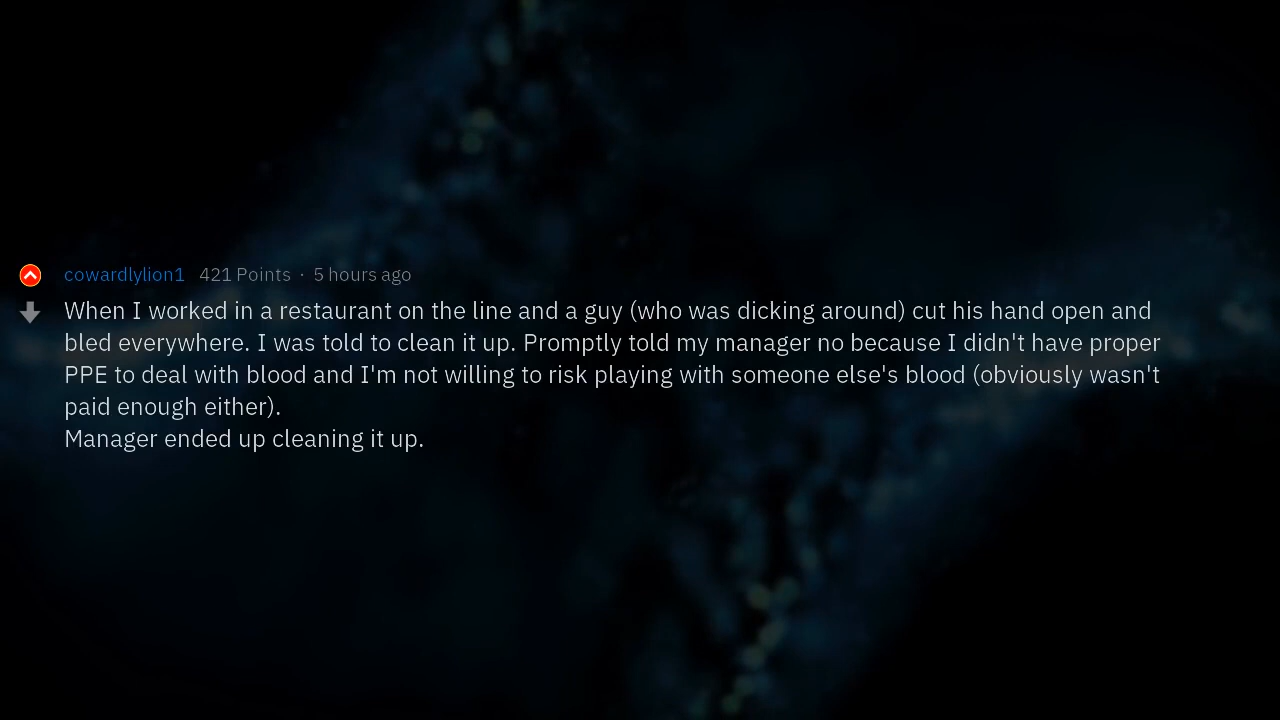 cowardlylion1 421 Points · 5 hours ago
When I worked in a restaurant on the line and a guy (who was dicking around) cut his hand open and
bled everywhere. I was told to clean it up. Promptly told my manager no because I didn't have proper
PPE to deal with blood and I'm not willing to risk playing with someone else's blood (obviously wasn't
paid enough either).
Manager ended up cleaning it up.